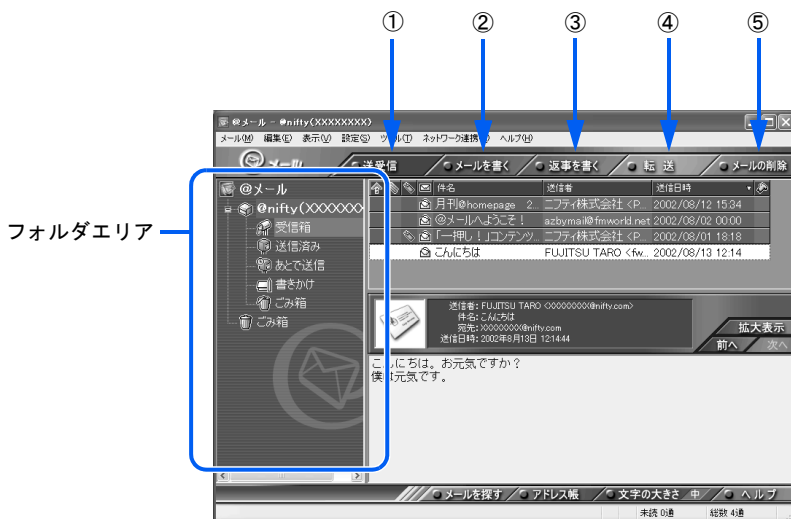 ① ② ③ ④ ⑤
@メール - @nifty(XXXXXXXX)
メール(M) 編集(E) 表示(V) 設定(S) ツール(T) ネットワーク連携 ヘルプ(H)
@メール 送受信 メールを書く 返事を書く 転 送 メールの削除
フォルダエリア
@メール
@nifty(XXXXXXX
受信箱
送信済み
あとで送信
書きかけ
ごみ箱
ごみ箱
件名 送信者 送信日時
月刊@homepage 2... ニフティ株式会社 <P... 2002/08/12 15:34
@メールへようこそ! azbymail@fmworld.net 2002/08/02 00:00
「一押し!」コンテンツ... ニフティ株式会社 <P... 2002/08/01 18:18
こんにちは FUJITSU TARO <fw... 2002/08/13 12:14
送信者: FUJITSU TARO <XXXXXXXX@nifty.com>
件名: こんにちは
宛先: XXXXXXXX@nifty.com
送信日時: 2002年8月13日 12:14:44
拡大表示
前へ 次へ
こんにちは。お元気ですか?
僕は元気です。
メールを探す アドレス帳 文字の大きさ 中 ヘルプ
未読 0通 総数 4通